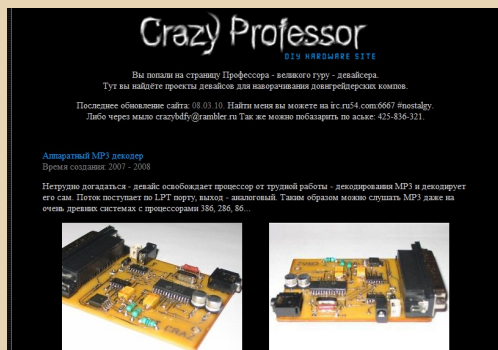 Crazy Professor
DIY HARDWARE SITE
Вы попали на страницу Профессора - великого гуру - девайсера.
Тут вы найдёте проекты девайсов для наворачивания довнгрейдерских компов.
Последнее обновление сайта: 08.03.10. Найти меня вы можете на irc.ru54.com:6667 #nostalgy.
Либо через мыло crazybdfy@rambler.ru Так же можно побазарить по аське: 425-836-321.
Аппаратный MP3 декодер
Время создания: 2007 - 2008
Нетрудно догадаться - девайс освобождает процессор от трудной работы - декодирования MP3 и декодирует
его сам. Поток поступает по LPT порту, выход - аналоговый. Таким образом можно слушать MP3 даже на
очень древних системах с процессорами 386, 286, 86...